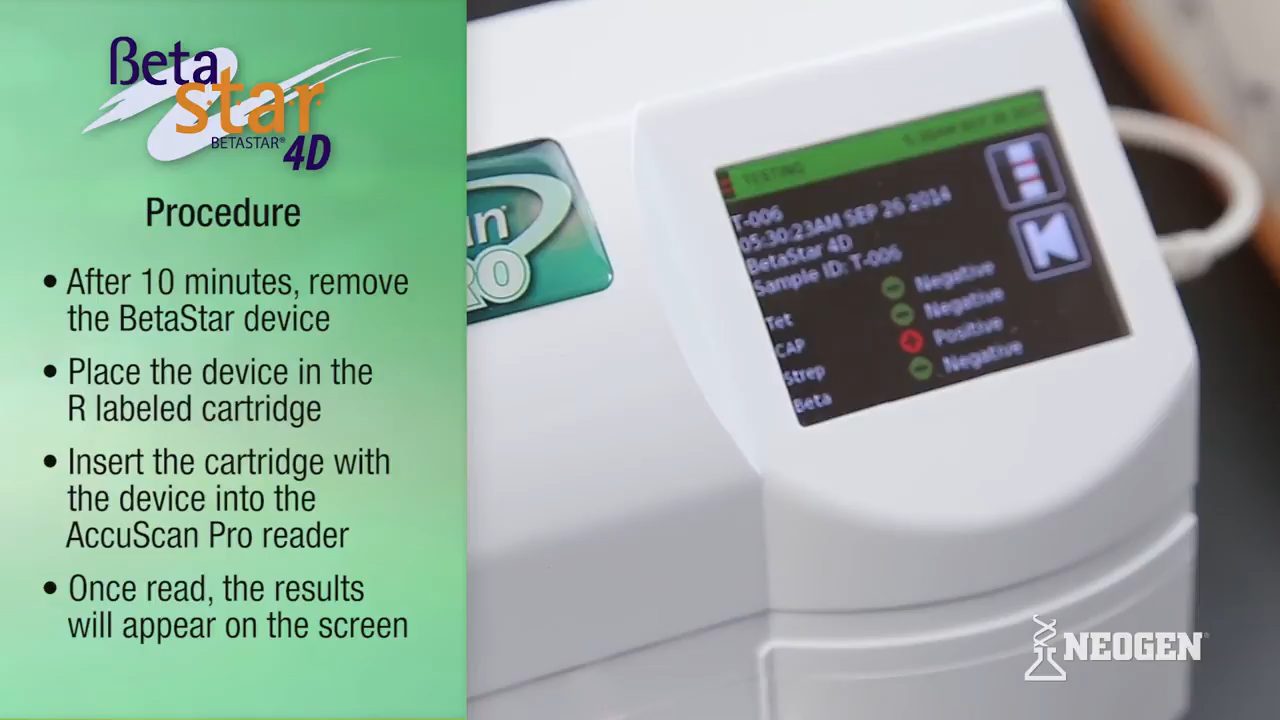 Beta
star
BETASTAR® 4D
Procedure
• After 10 minutes, remove
the BetaStar device
• Place the device in the
R labeled cartridge
• Insert the cartridge with
the device into the
AccuScan Pro reader
• Once read, the results
will appear on the screen
TESTING
T-006
05:30:23AM SEP 26 2014
BetaStar 4D
Sample ID: T-006
Tet Negative
CAP Negative
Strep Positive
Beta Negative
NEOGEN®